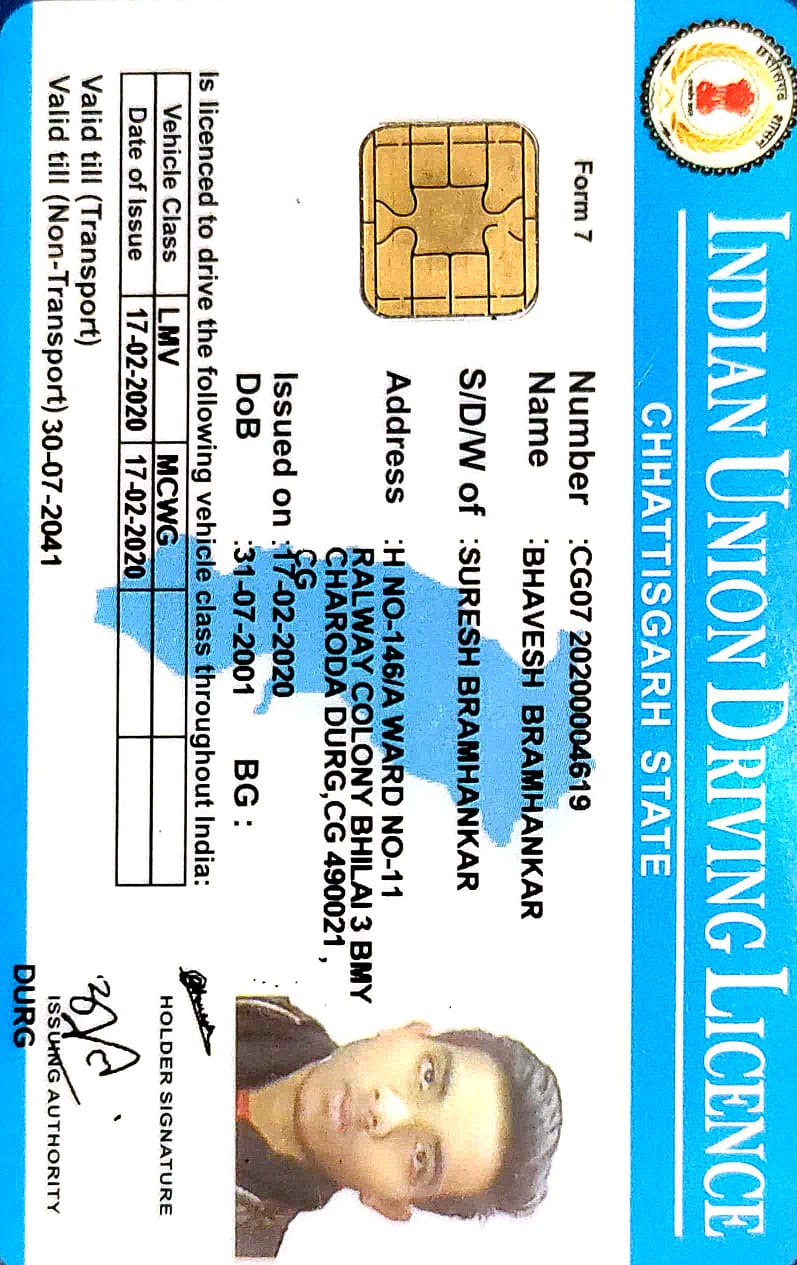 INDIAN UNION DRIVING LICENCE
CHHATTISGARH STATE
छत्तीसगढ़ शासन
Form 7
Number :CG07 20200004619
Name :BHAVESH BRAMHANKAR
S/D/W of :SURESH BRAMHANKAR
Address :H NO-146/A WARD NO-11
RALWAY COLONY BHILAI 3 BMY
CHARODA DURG,CG 490021 ,
CG
Issued on :17-02-2020
DoB :31-07-2001 BG :
Is licenced to drive the following vehicle class throughout India:
Vehicle Class LMV MCWG
Date of Issue 17-02-2020 17-02-2020
Valid till (Transport)
Valid till (Non-Transport) 30-07-2041
HOLDER SIGNATURE
ISSUNG AUTHORITY
DURG